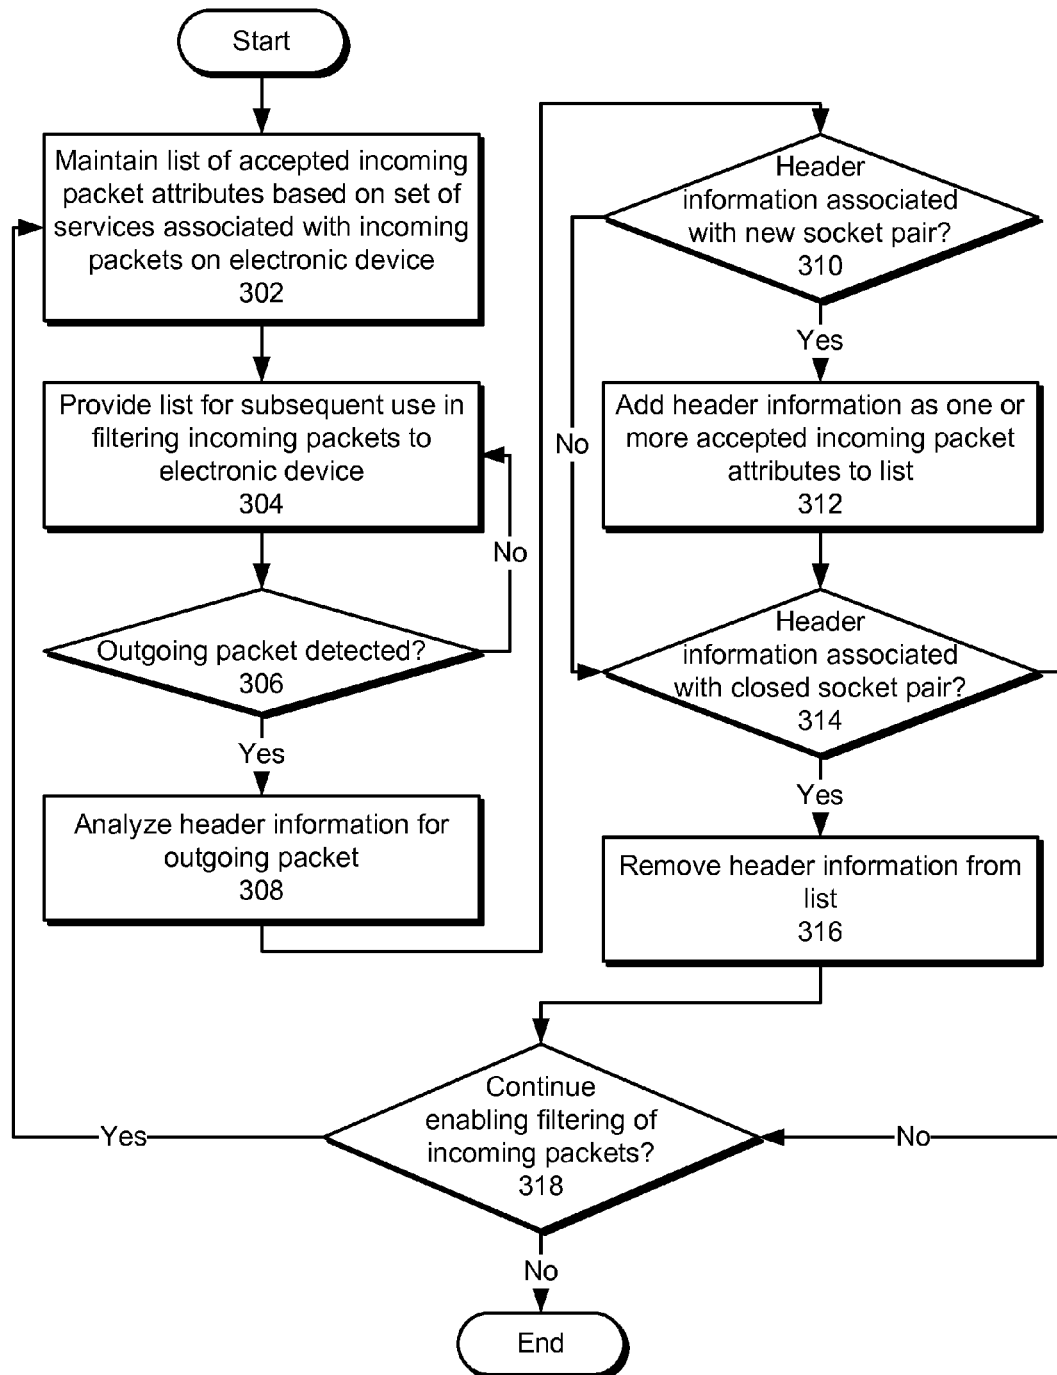 Start
Maintain list of accepted incoming
packet attributes based on set of
services associated with incoming
packets on electronic device
302
Provide list for subsequent use in
filtering incoming packets to
electronic device
304
No
Outgoing packet detected?
306
Yes
Analyze header information for
outgoing packet
308
Header
information associated
with new socket pair?
310
Yes
No
Add header information as one or
more accepted incoming packet
attributes to list
312
Header
information associated
with closed socket pair?
314
Yes
Remove header information from
list
316
Continue
enabling filtering of
incoming packets?
318
Yes
No
No
End